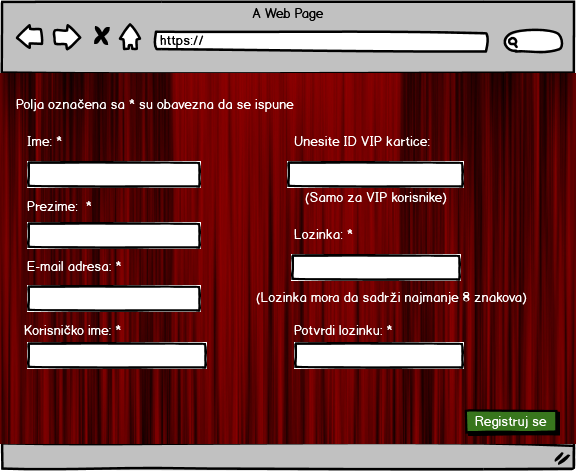 A Web Page
https://
Polja označena sa * su obavezna da se ispune
Ime: *
Prezime: *
E-mail adresa: *
Korisničko ime: *
Unesite ID VIP kartice:
(Samo za VIP korisnike)
Lozinka: *
(Lozinka mora da sadrži najmanje 8 znakova)
Potvrdi lozinku: *
Registruj se